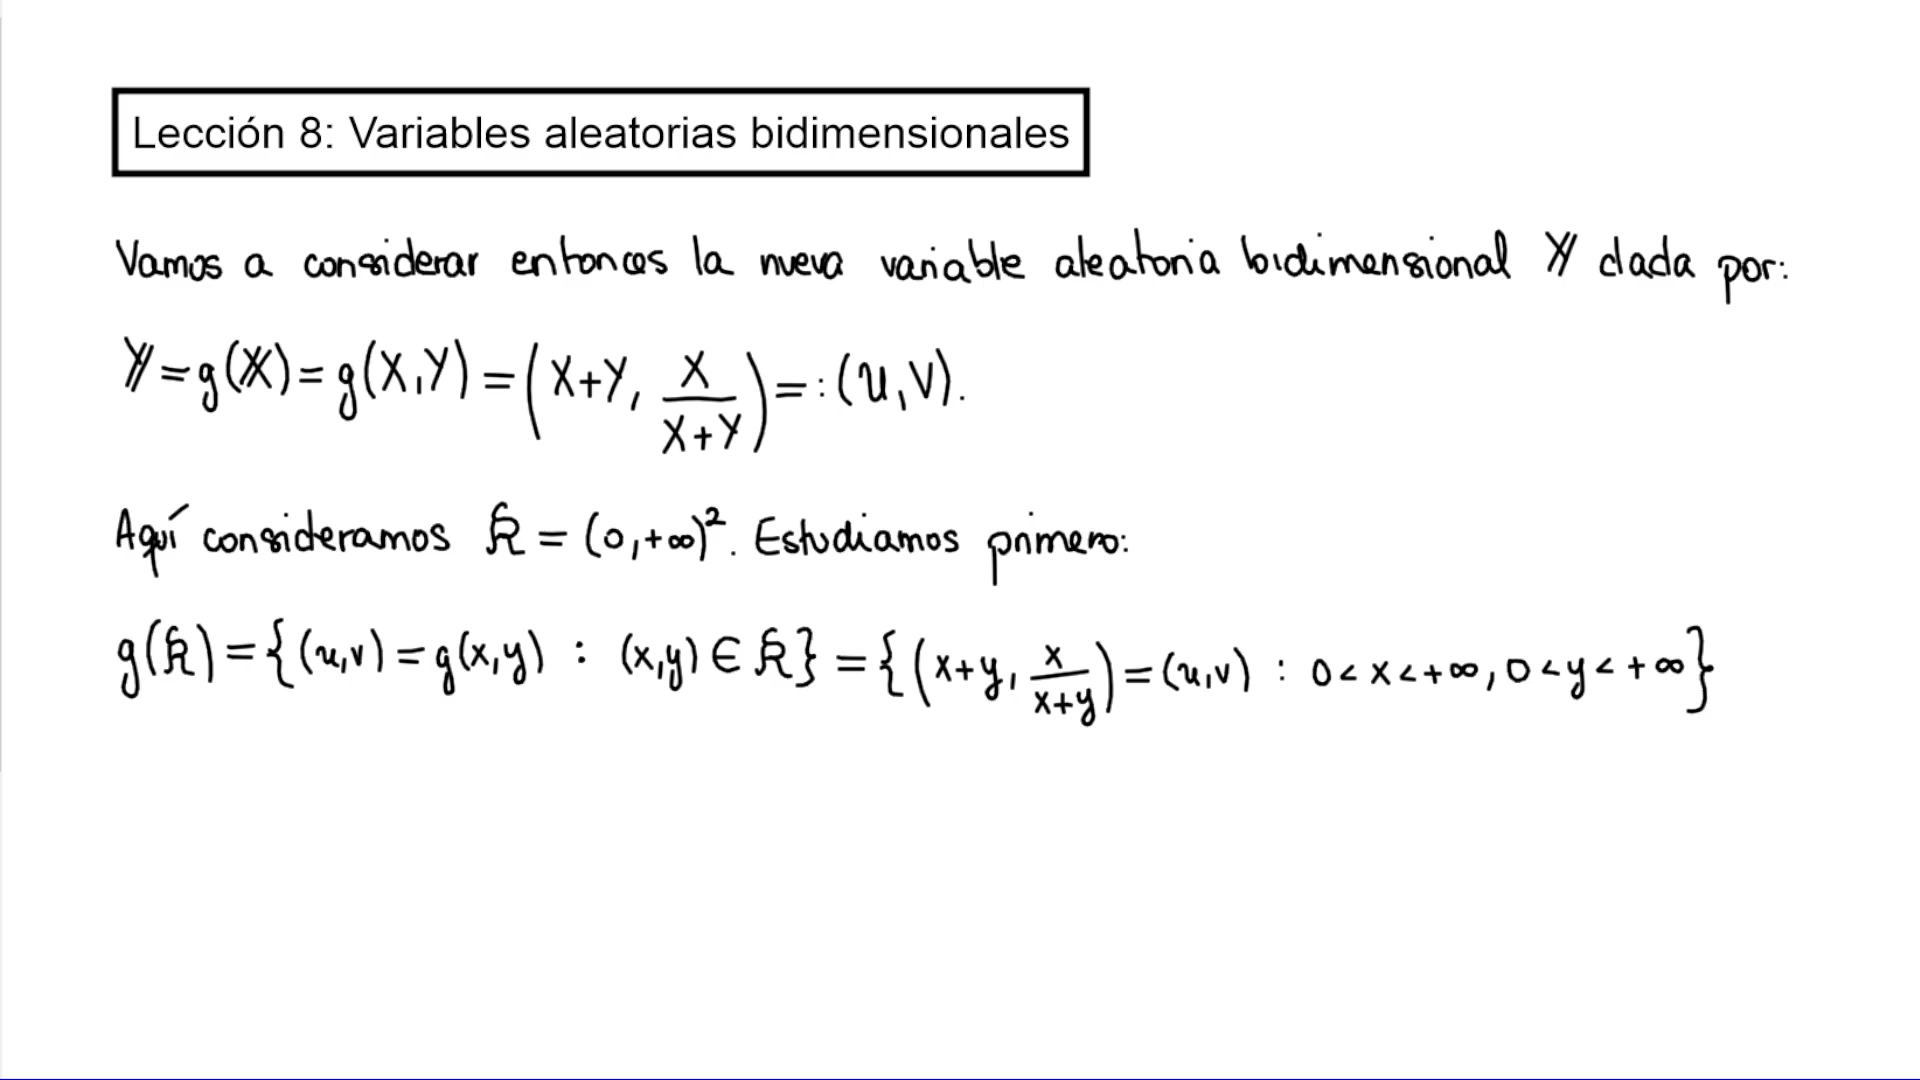 Lección 8: Variables aleatorias bidimensionales
Vamos a considerar entonces la nueva variable aleatoria bidimensional 𝕐 dada por:
𝕐 = g(𝕏) = g(X,Y) = (X+Y, X/(X+Y)) =: (U,V).
Aquí consideramos ℜ = (0,+∞)². Estudiamos primero:
g(ℜ) = {(u,v) = g(x,y) : (x,y) ∈ ℜ} = {(x+y, x/(x+y)) = (u,v) : 0 < x < +∞, 0 < y < +∞}